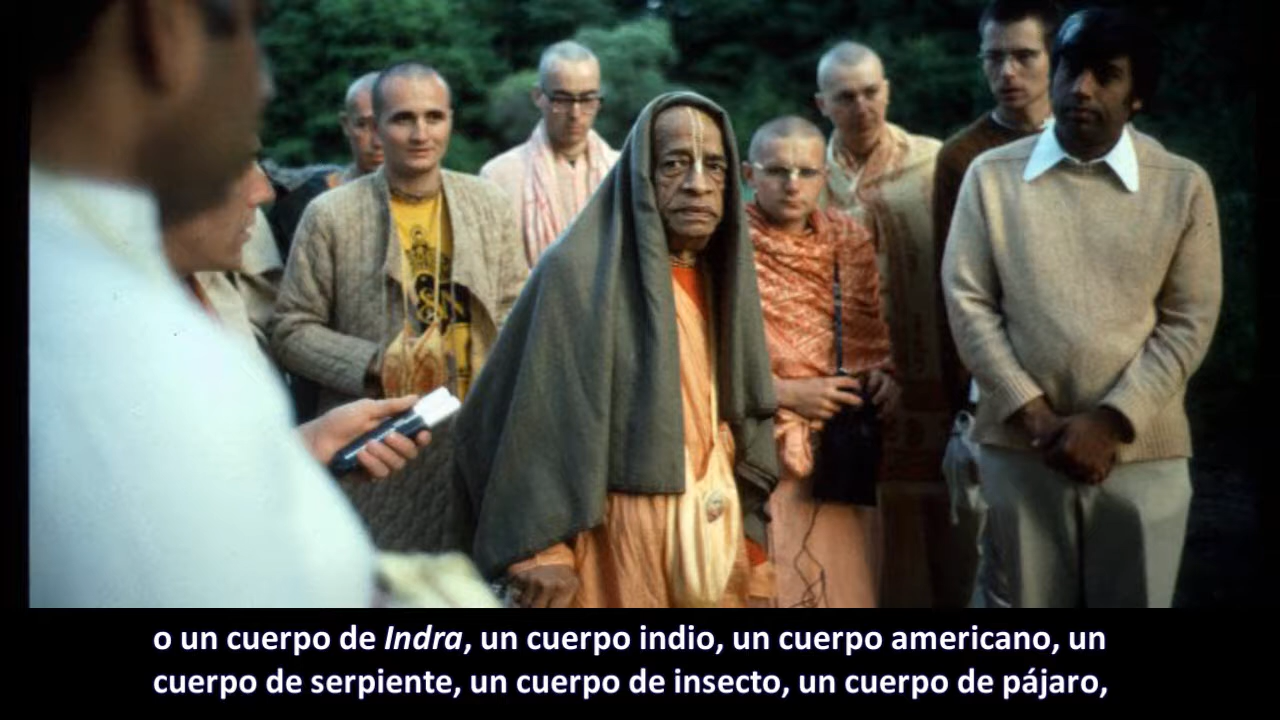 o un cuerpo de Indra, un cuerpo indio, un cuerpo americano, un
cuerpo de serpiente, un cuerpo de insecto, un cuerpo de pájaro,